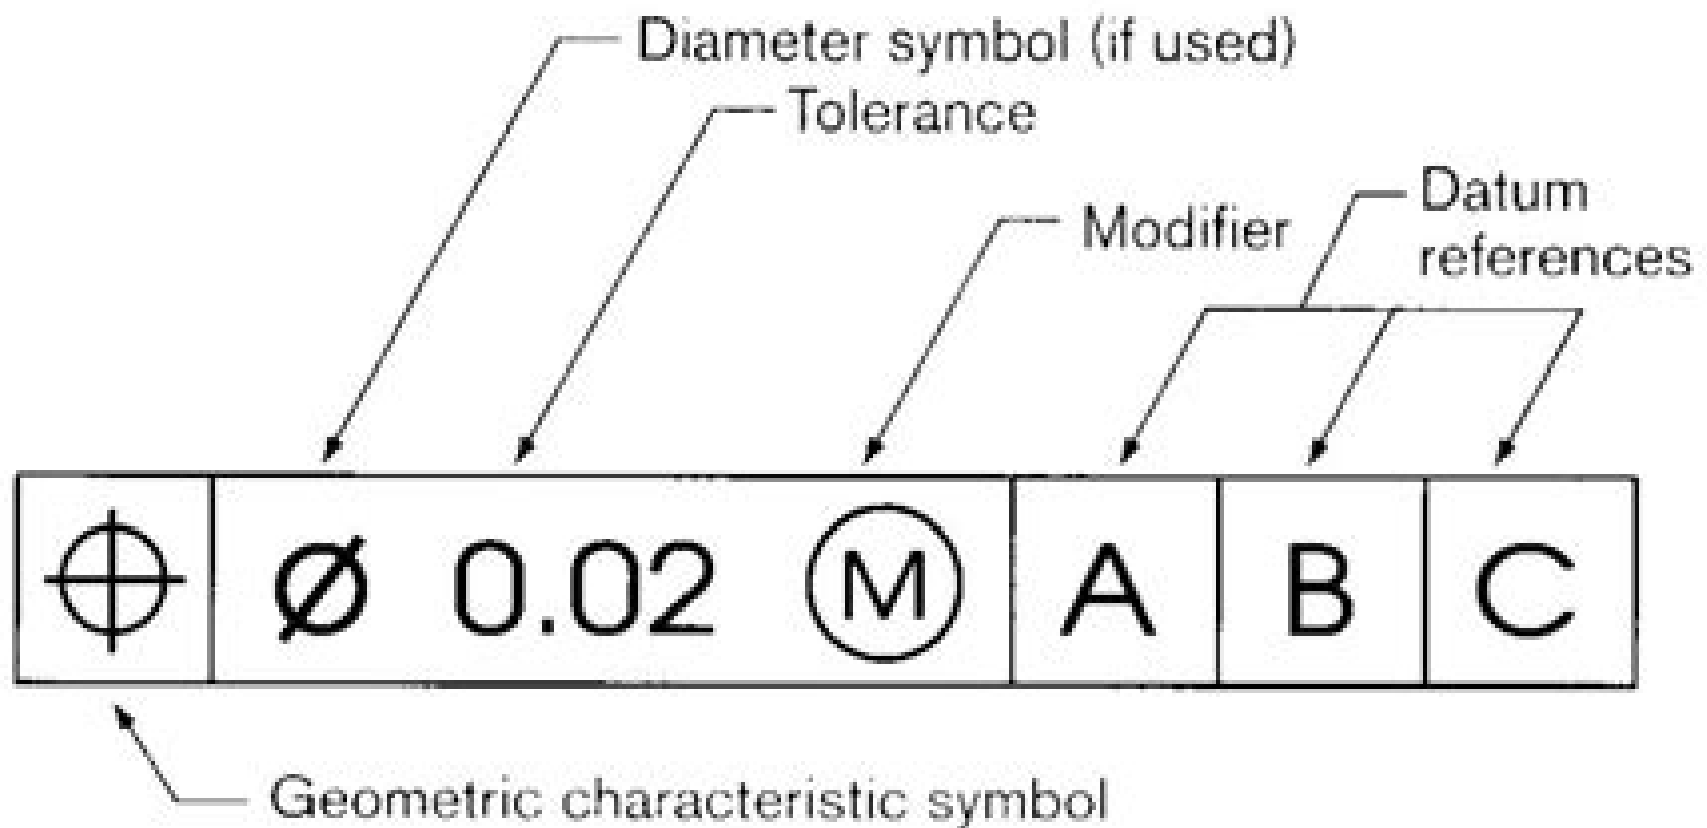 Diameter symbol (if used)
Tolerance
Datum
references
Modifier
Ø 0.02 Ⓜ A B C
Geometric characteristic symbol